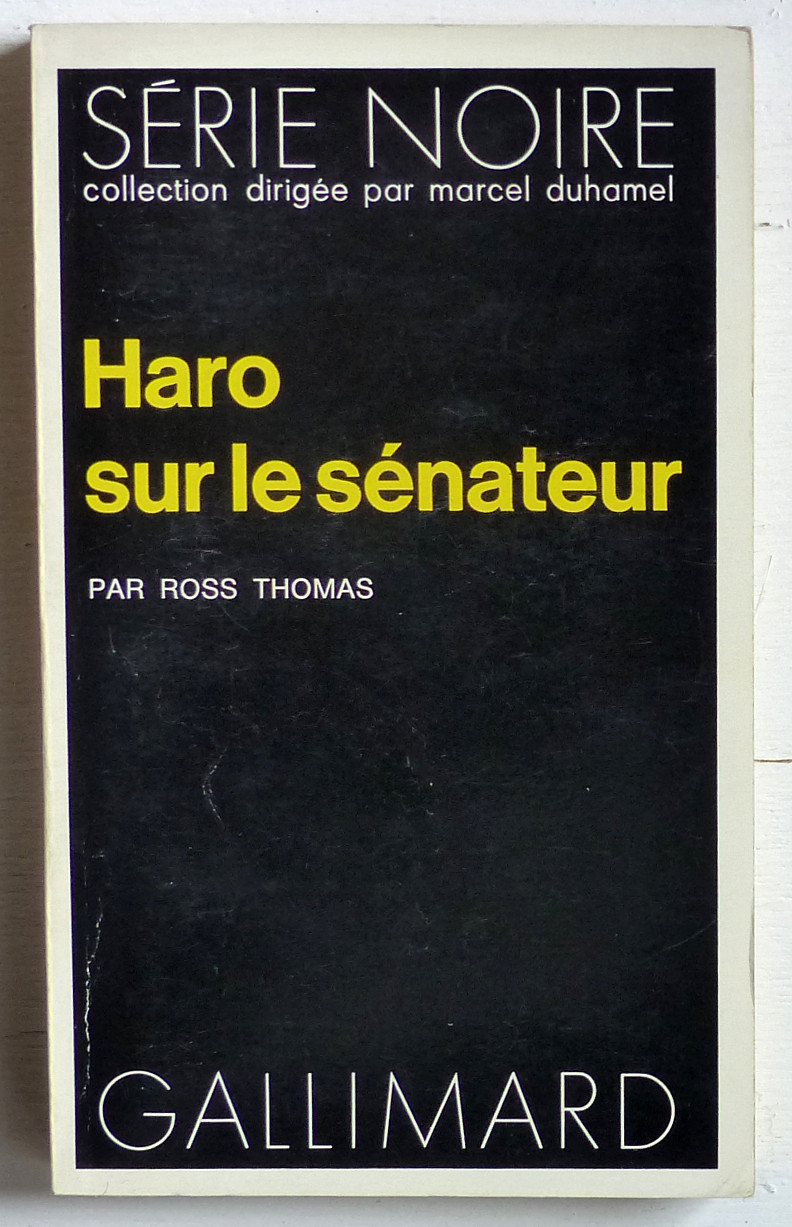 SÉRIE NOIRE
collection dirigée par marcel duhamel
Haro
sur le sénateur
PAR ROSS THOMAS
GALLIMARD